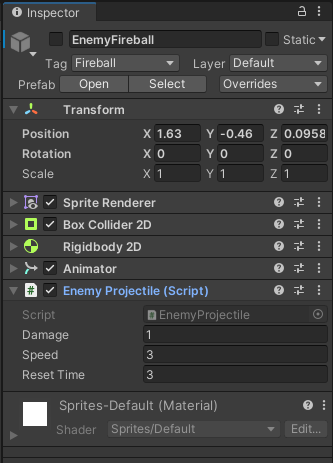 Inspector
EnemyFireball
Static
Tag Fireball Layer Default
Prefab Open Select Overrides
Transform
Position X 1.63 Y -0.46 Z 0.0958
Rotation X 0 Y 0 Z 0
Scale X 1 Y 1 Z 1
Sprite Renderer
Box Collider 2D
Rigidbody 2D
Animator
# Enemy Projectile (Script)
Script # EnemyProjectile
Damage 1
Speed 3
Reset Time 3
Sprites-Default (Material)
Shader Sprites/Default Edit...